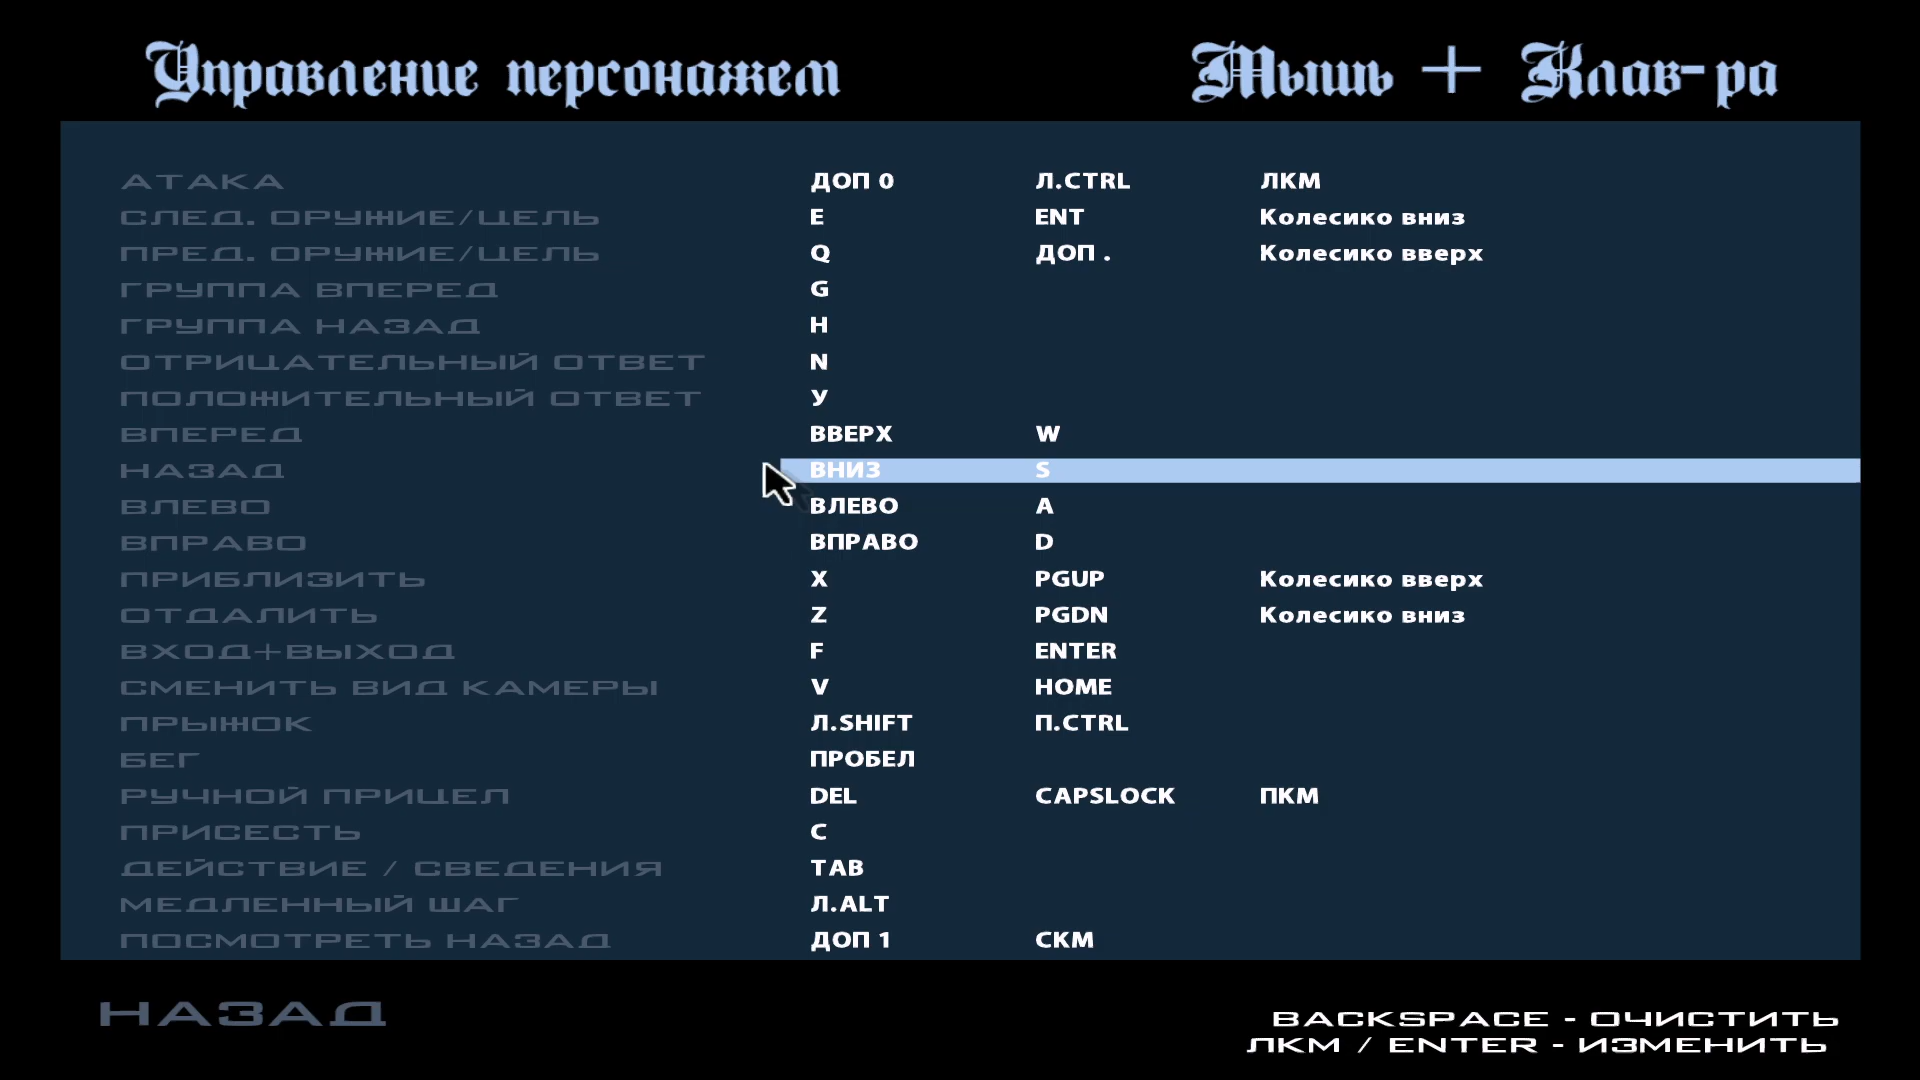 Управление персонажем Мышь + Клав-ра
АТАКА ДОП 0 Л.CTRL ЛКМ
СЛЕД. ОРУЖИЕ/ЦЕЛЬ E ENT Колесико вниз
ПРЕД. ОРУЖИЕ/ЦЕЛЬ Q ДОП . Колесико вверх
ГРУППА ВПЕРЕД G
ГРУППА НАЗАД H
ОТРИЦАТЕЛЬНЫЙ ОТВЕТ N
ПОЛОЖИТЕЛЬНЫЙ ОТВЕТ У
ВПЕРЕД ВВЕРХ W
НАЗАД ВНИЗ S
ВЛЕВО ВЛЕВО A
ВПРАВО ВПРАВО D
ПРИБЛИЗИТЬ X PGUP Колесико вверх
ОТДАЛИТЬ Z PGDN Колесико вниз
ВХОД+ВЫХОД F ENTER
СМЕНИТЬ ВИД КАМЕРЫ V HOME
ПРЫЖОК Л.SHIFT П.CTRL
БЕГ ПРОБЕЛ
РУЧНОЙ ПРИЦЕЛ DEL CAPSLOCK ПКМ
ПРИСЕСТЬ C
ДЕЙСТВИЕ / СВЕДЕНИЯ TAB
МЕДЛЕННЫЙ ШАГ Л.ALT
ПОСМОТРЕТЬ НАЗАД ДОП 1 СКМ
НАЗАД
BACKSPACE - ОЧИСТИТЬ
ЛКМ / ENTER - ИЗМЕНИТЬ